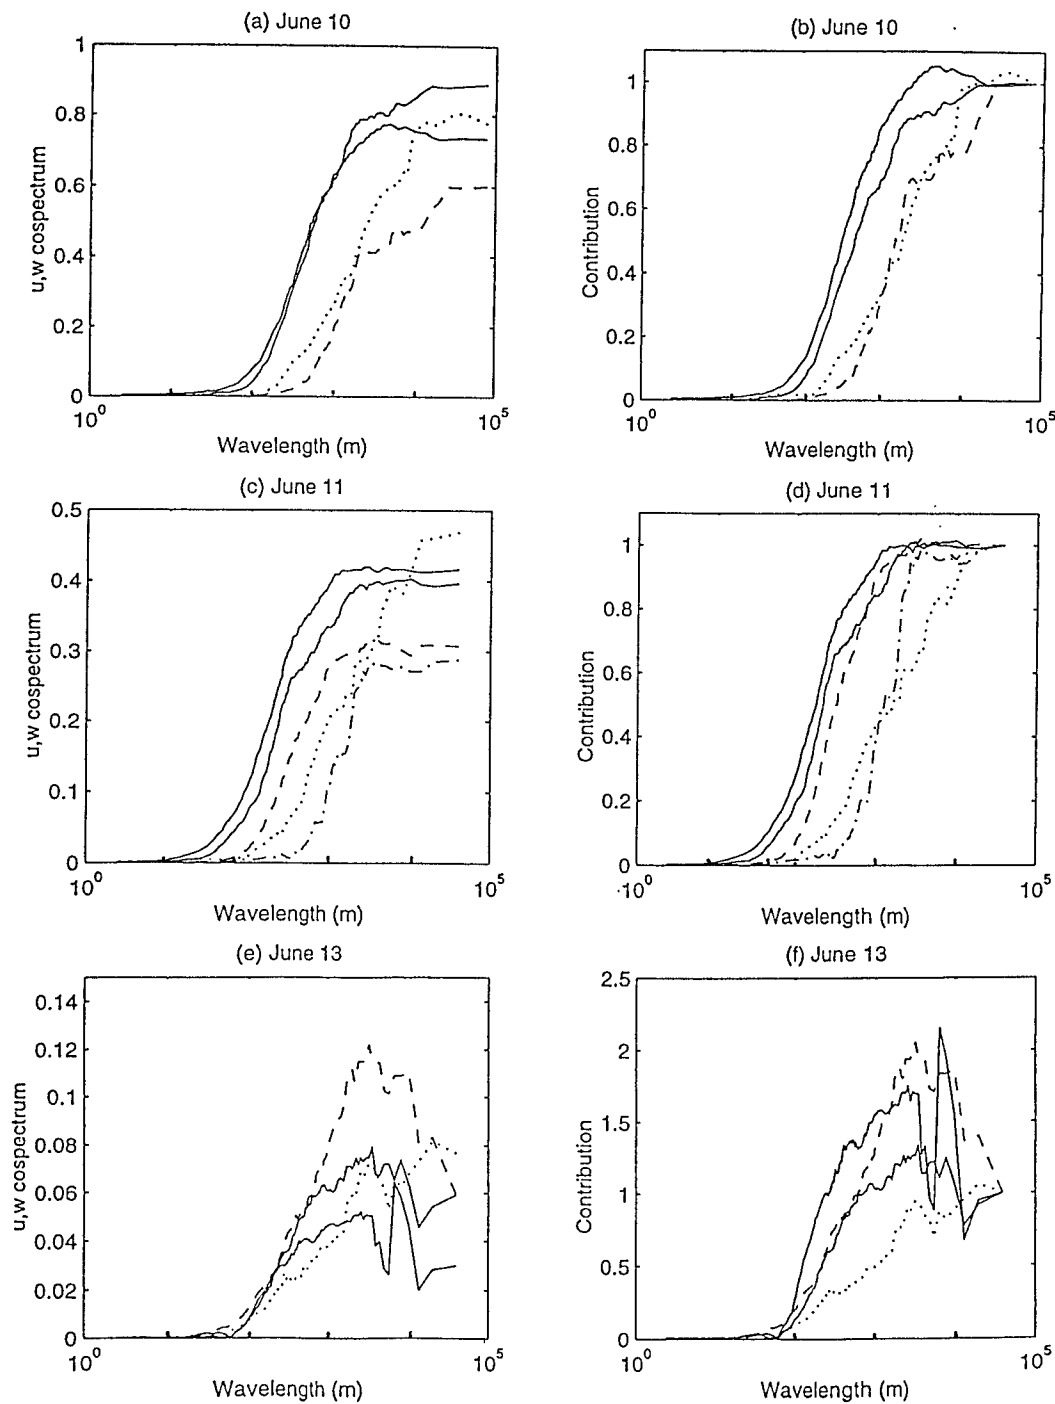 (a) June 10
1
0.8
0.6
0.4
0.2
0
u,w cospectrum
10^0
10^5
Wavelength (m)
(b) June 10
1
0.8
0.6
0.4
0.2
0
Contribution
10^0
10^5
Wavelength (m)
(c) June 11
0.5
0.4
0.3
0.2
0.1
0
u,w cospectrum
10^0
10^5
Wavelength (m)
(d) June 11
1
0.8
0.6
0.4
0.2
0
Contribution
10^0
10^5
Wavelength (m)
(e) June 13
0.14
0.12
0.1
0.08
0.06
0.04
0.02
0
u,w cospectrum
10^0
10^5
Wavelength (m)
(f) June 13
2.5
2
1.5
1
0.5
0
Contribution
10^0
10^5
Wavelength (m)